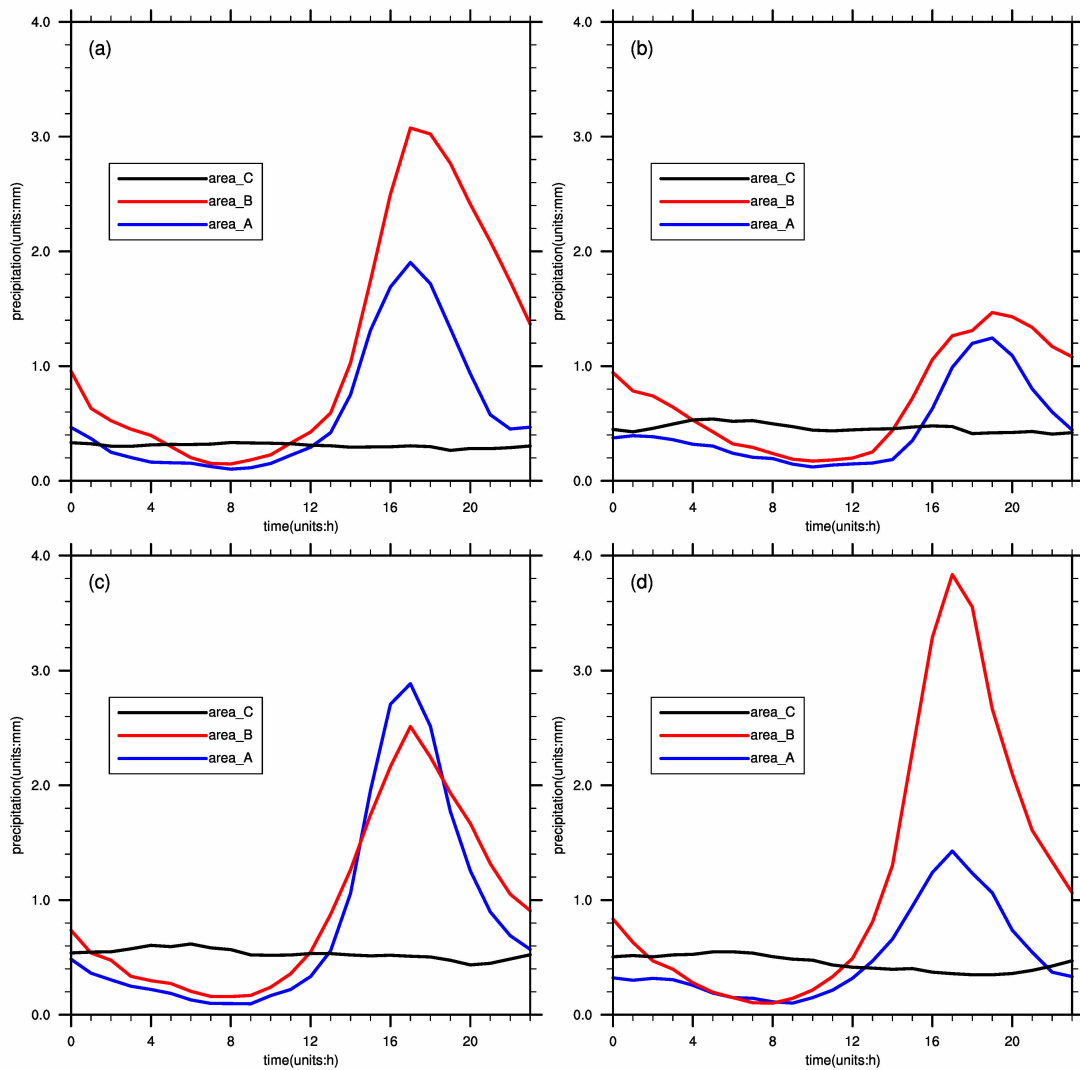 (a)
4.0
3.0
2.0
1.0
0.0
precipitation(units:mm)
area_C
area_B
area_A
0 4 8 12 16 20
time(units:h)
(b)
4.0
3.0
2.0
1.0
0.0
precipitation(units:mm)
area_C
area_B
area_A
0 4 8 12 16 20
time(units:h)
(c)
4.0
3.0
2.0
1.0
0.0
precipitation(units:mm)
area_C
area_B
area_A
0 4 8 12 16 20
time(units:h)
(d)
4.0
3.0
2.0
1.0
0.0
precipitation(units:mm)
area_C
area_B
area_A
0 4 8 12 16 20
time(units:h)